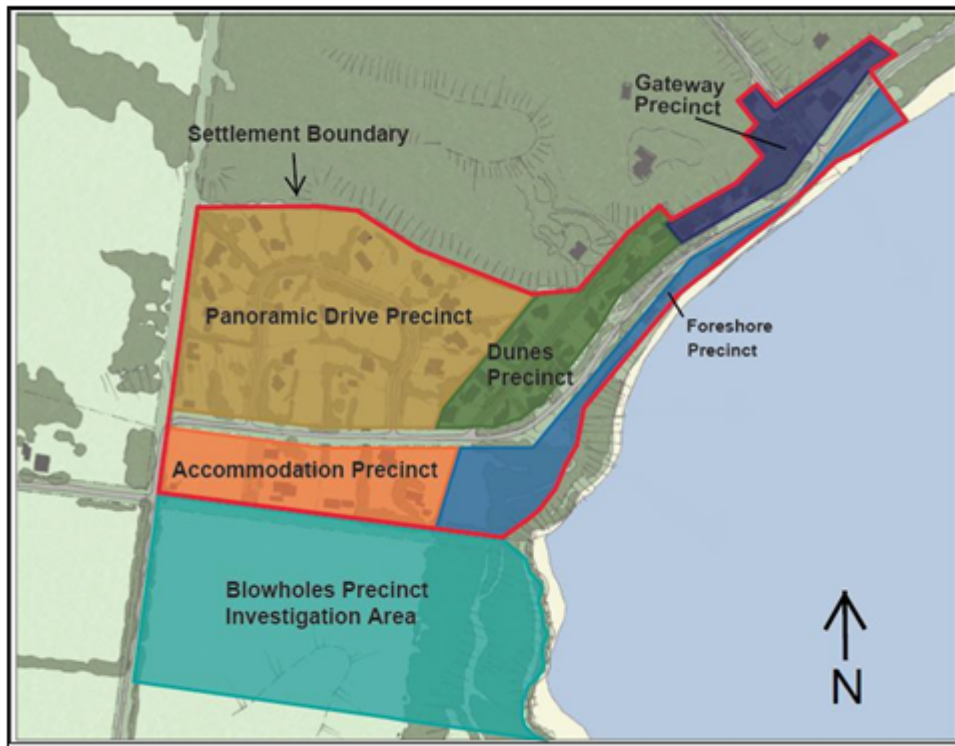 Gateway
Precinct
Settlement Boundary
Panoramic Drive Precinct
Dunes
Precinct
Foreshore
Precinct
Accommodation Precinct
Blowholes Precinct
Investigation Area
N